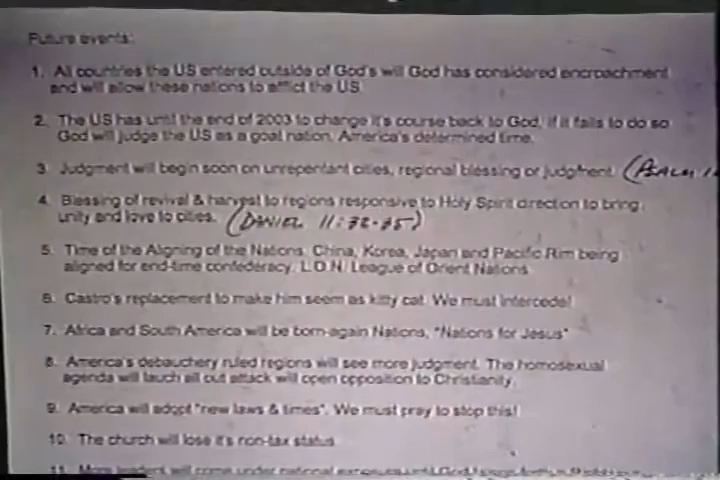 Future events:
1. All countries the US entered outside of God's will God has considered encroachment
and will allow these nations to afflict the US
2. The US has until the end of 2003 to change it's course back to God, if it fails to do so
God will judge the US as a goat nation. America's determined time.
3. Judgment will begin soon on unrepentant cities, regional blessing or judgment. (PSALM
4. Blessing of revival & harvest to regions responsive to Holy Spirit direction to bring
unity and love to cities. (DANIEL 11:32-35)
5. Time of the Aligning of the Nations. China, Korea, Japan and Pacific Rim being
aligned for end-time confederacy. L.O.N. League of Orient Nations
6. Castro's replacement to make him seem as kitty cat. We must intercede!
7. Africa and South America will be born-again Nations, "Nations for Jesus"
8. America's debauchery ruled regions will see more judgment. The homosexual
agenda will lauch all out attack will open opposition to Christianity.
9. America will adopt "new laws & times". We must pray to stop this!
10. The church will lose it's non-tax status
11. More leaders will come under national